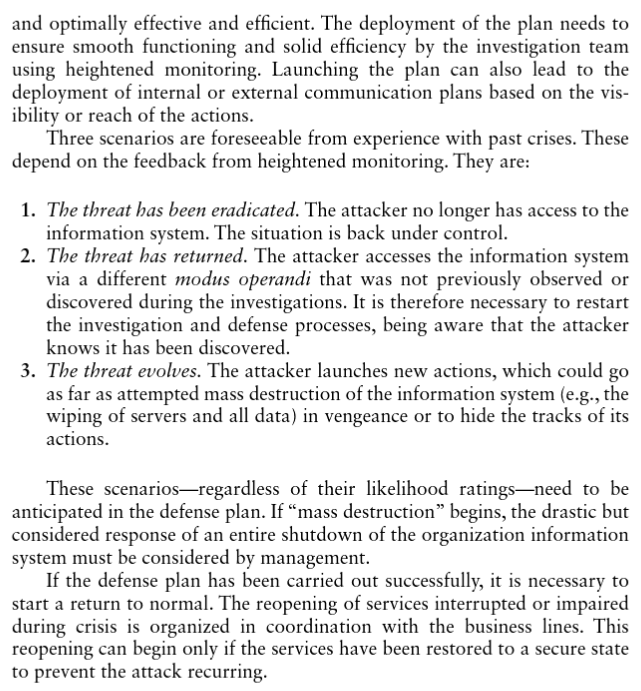 and optimally effective and efficient. The deployment of the plan needs to
ensure smooth functioning and solid efficiency by the investigation team
using heightened monitoring. Launching the plan can also lead to the
deployment of internal or external communication plans based on the vis-
ibility or reach of the actions.
Three scenarios are foreseeable from experience with past crises. These
depend on the feedback from heightened monitoring. They are:
1. The threat has been eradicated. The attacker no longer has access to the
information system. The situation is back under control.
2. The threat has returned. The attacker accesses the information system
via a different modus operandi that was not previously observed or
discovered during the investigations. It is therefore necessary to restart
the investigation and defense processes, being aware that the attacker
knows it has been discovered.
3. The threat evolves. The attacker launches new actions, which could go
as far as attempted mass destruction of the information system (e.g., the
wiping of servers and all data) in vengeance or to hide the tracks of its
actions.
These scenarios—regardless of their likelihood ratings—need to be
anticipated in the defense plan. If “mass destruction” begins, the drastic but
considered response of an entire shutdown of the organization information
system must be considered by management.
If the defense plan has been carried out successfully, it is necessary to
start a return to normal. The reopening of services interrupted or impaired
during crisis is organized in coordination with the business lines. This
reopening can begin only if the services have been restored to a secure state
to prevent the attack recurring.